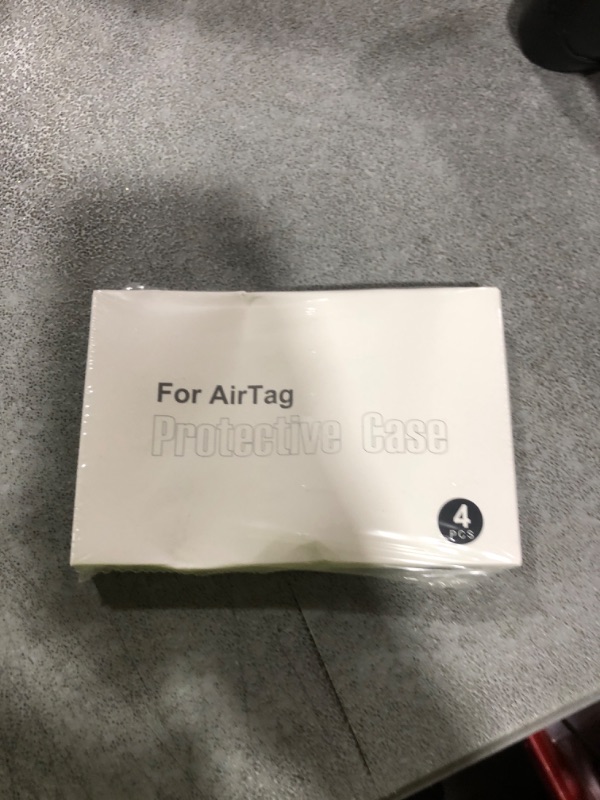 For AirTag
Protective Case
4
PCS